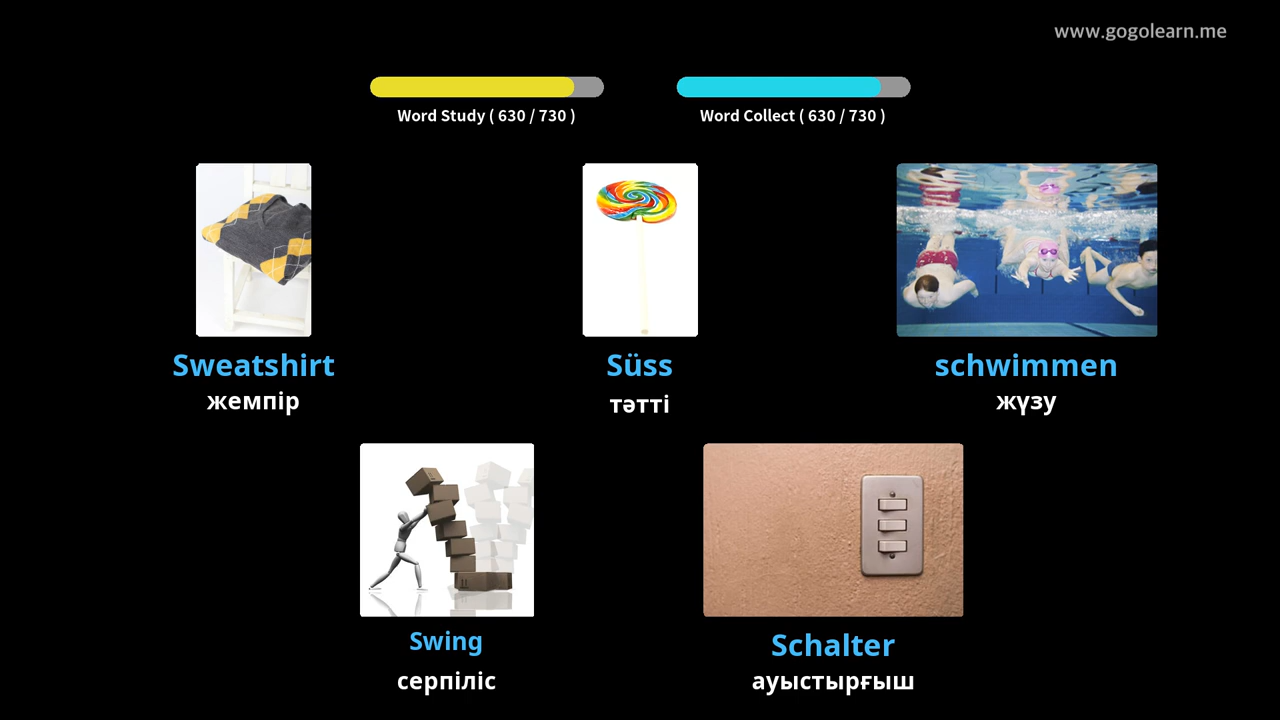 www.gogolearn.me
Word Study ( 630 / 730 )
Word Collect ( 630 / 730 )
Sweatshirt
жемпір
Süss
тәтті
schwimmen
жүзу
Swing
серпіліс
Schalter
ауыстырғыш